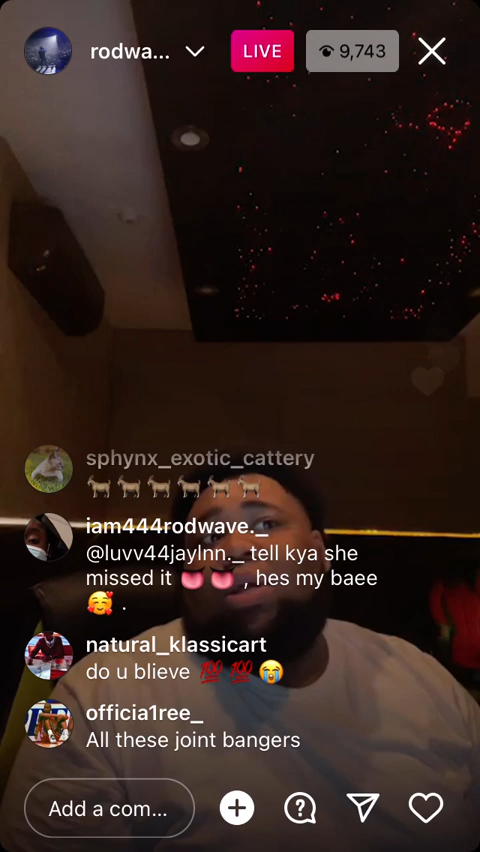 rodwa...
LIVE
9,743
sphynx_exotic_cattery
🐐 🐐 🐐 🐐 🐐 🐐
iam444rodwave._
@luvv44jaylnn._ tell kya she
missed it 👅 👅 , hes my baee
🥰 .
natural_klassicart
do u blieve 💯 💯 😭
officia1ree_
All these joint bangers
Add a com...